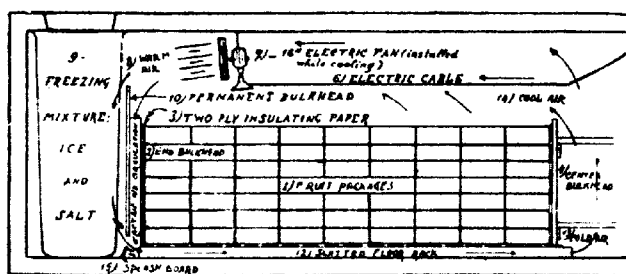 9-
FREEZING
MIXTURE:
ICE
AND
SALT
8/ WARM
AIR
7/- 16" ELECTRIC FAN (installed
while cooling)
6/ ELECTRIC CABLE
10/ PERMANENT BULKHEAD
14/ COOL AIR
3/ TWO PLY INSULATING PAPER
2/ END BULKHEAD
1/ FRUIT PACKAGES
CENTER
BULKHEAD
12/ SLATTED FLOOR RACK
15/ SPLASH BOARD